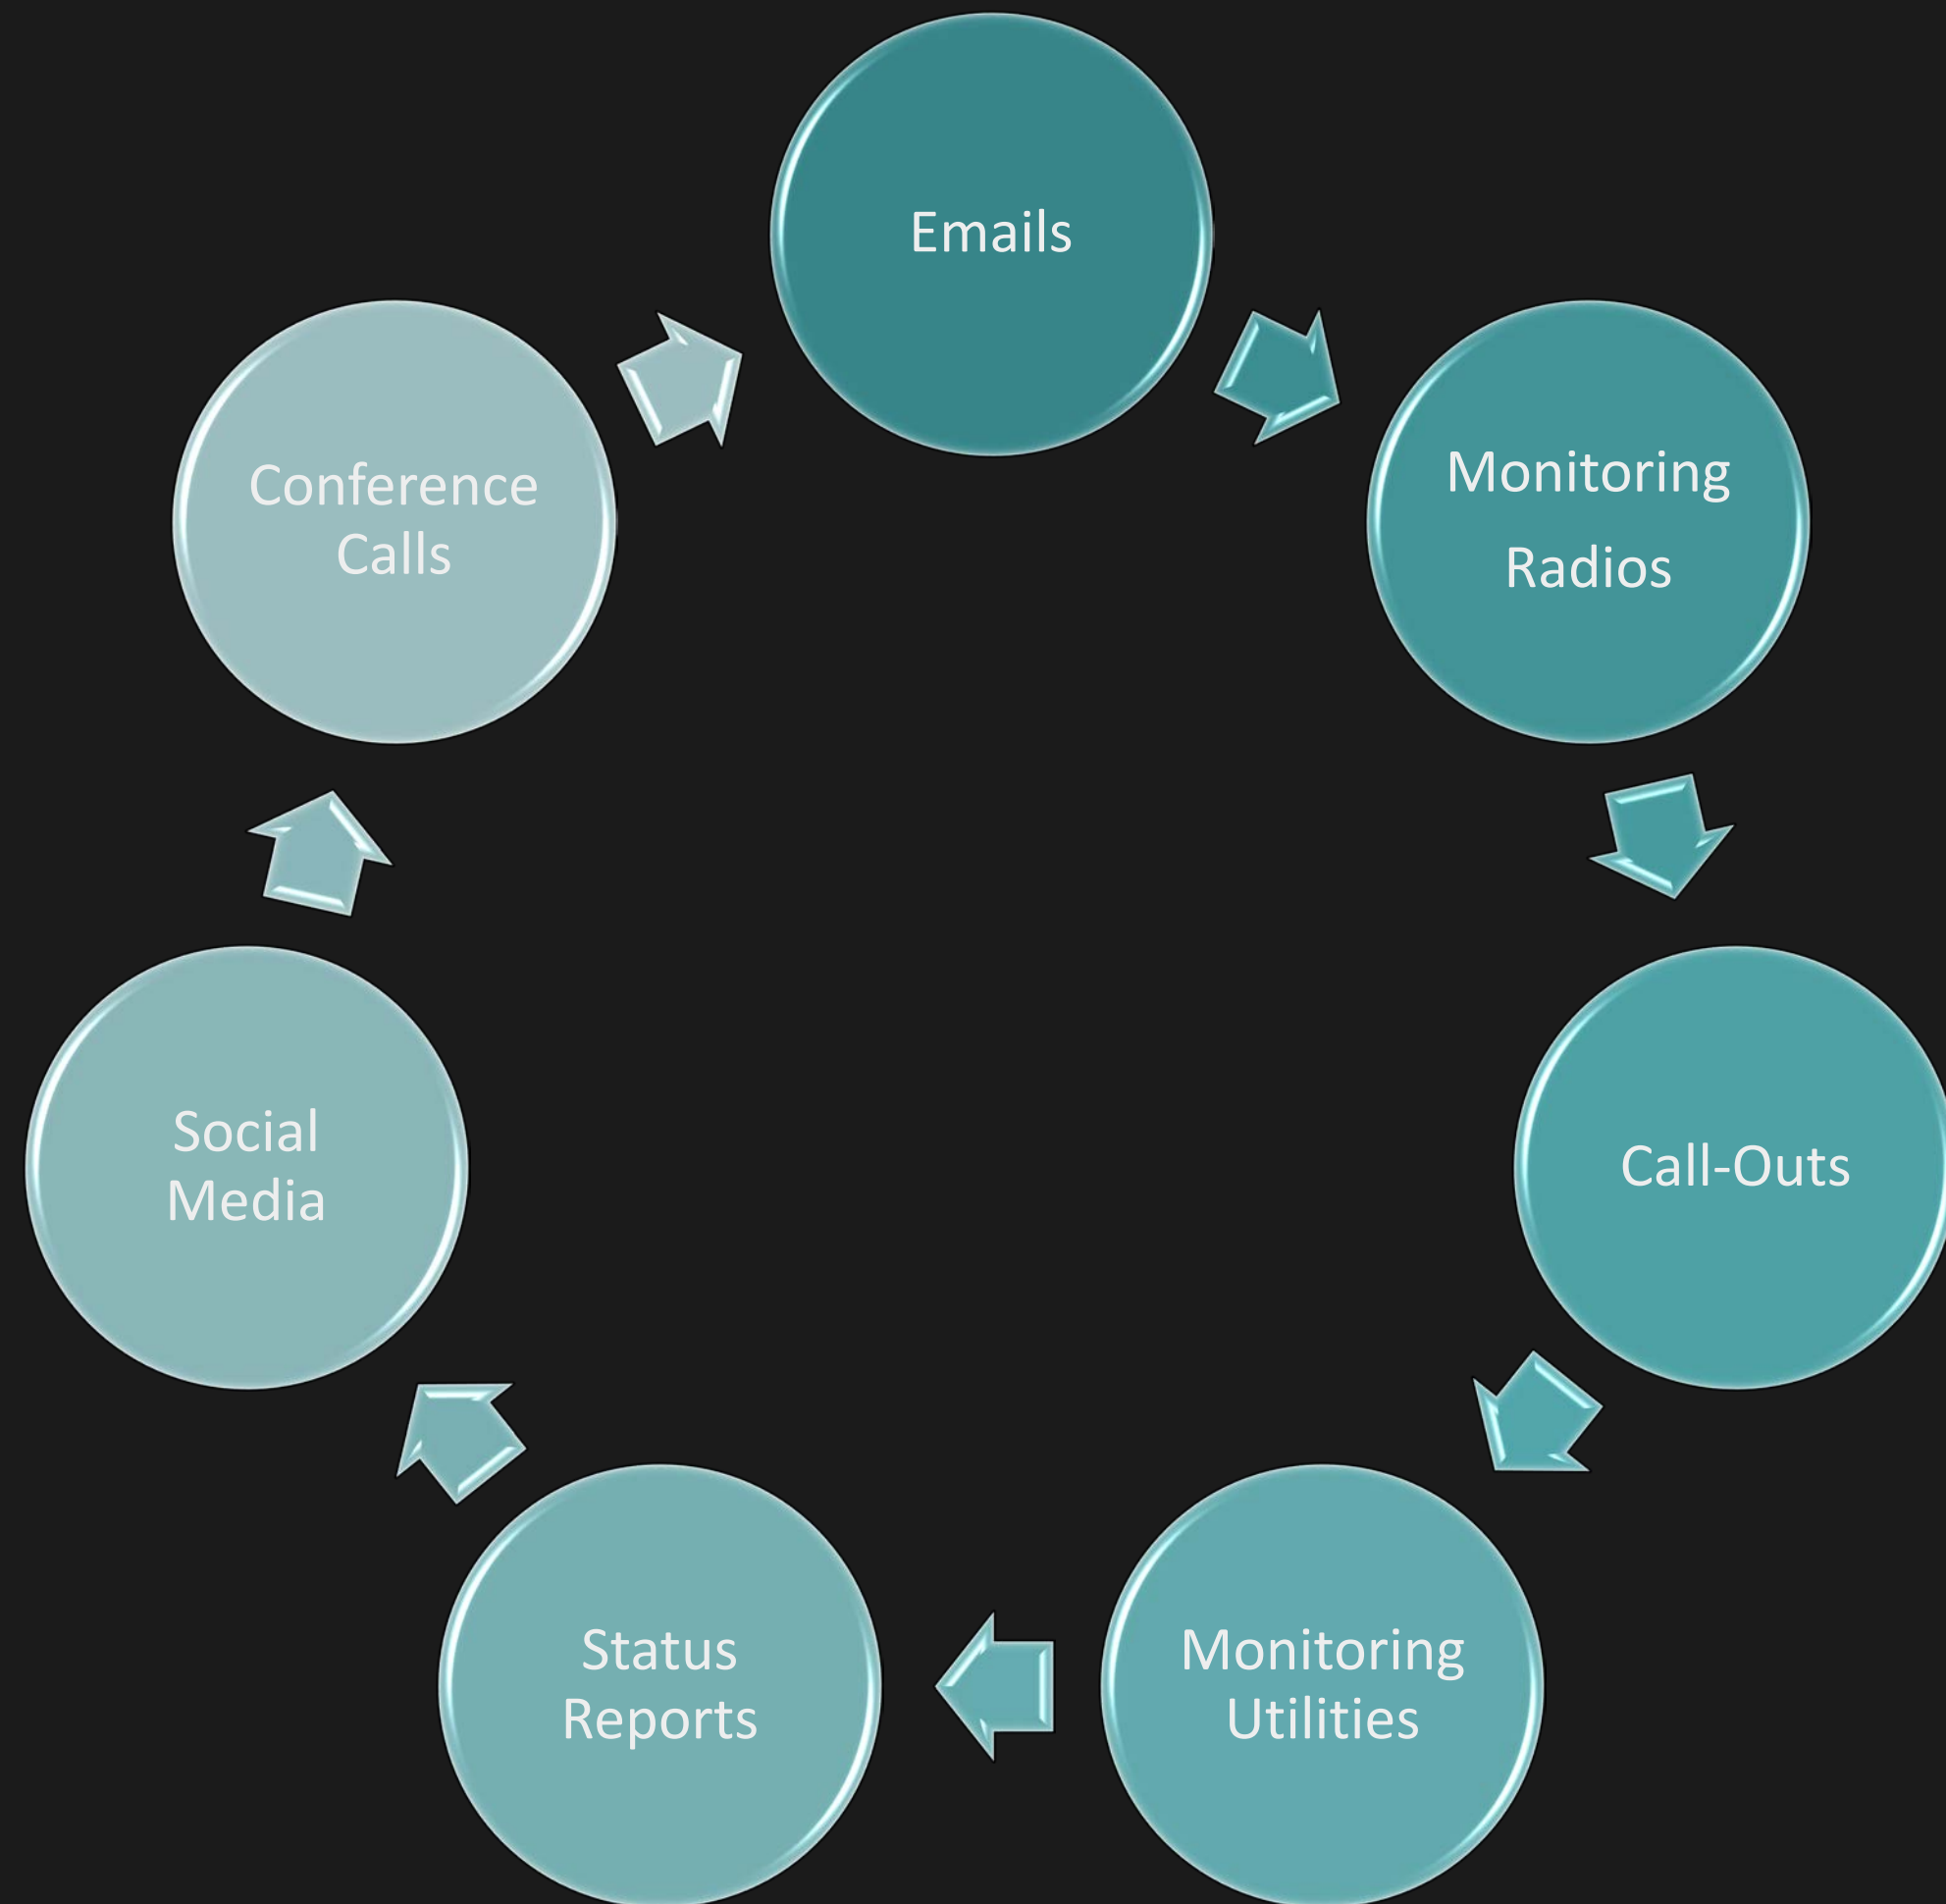 Emails
Monitoring
Radios
Call-Outs
Monitoring
Utilities
Status
Reports
Social
Media
Conference
Calls